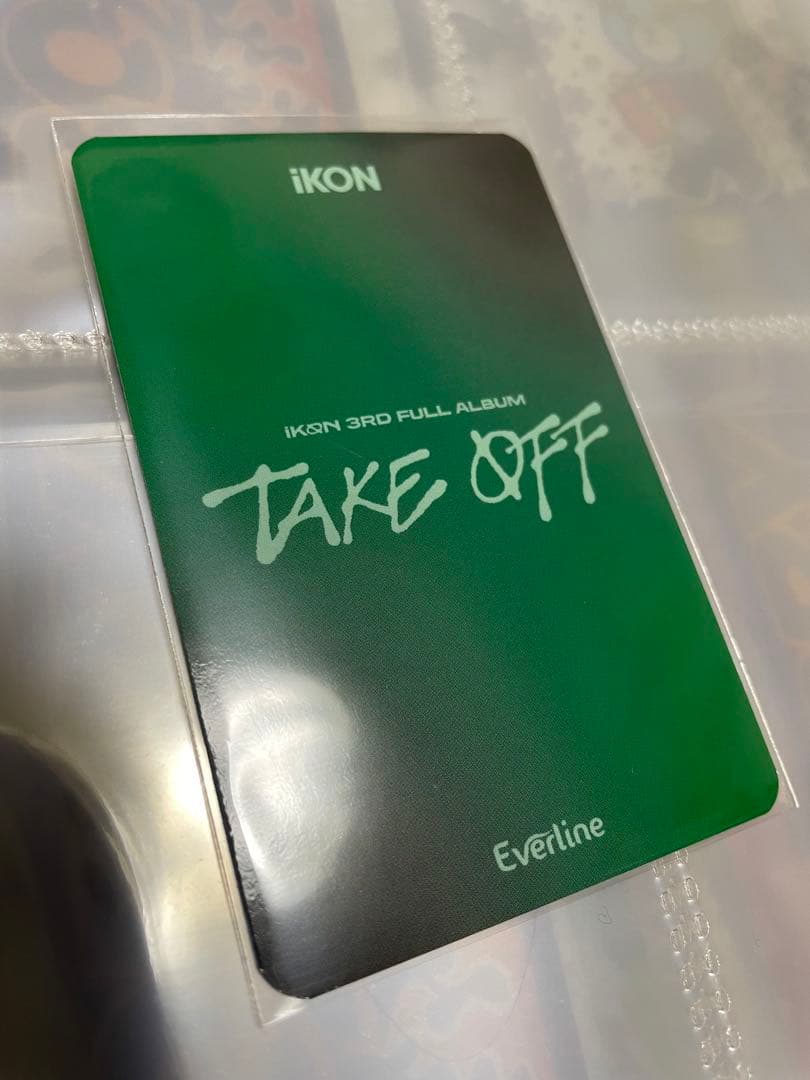 iKON
iKON 3RD FULL ALBUM
TAKE OFF
Everline